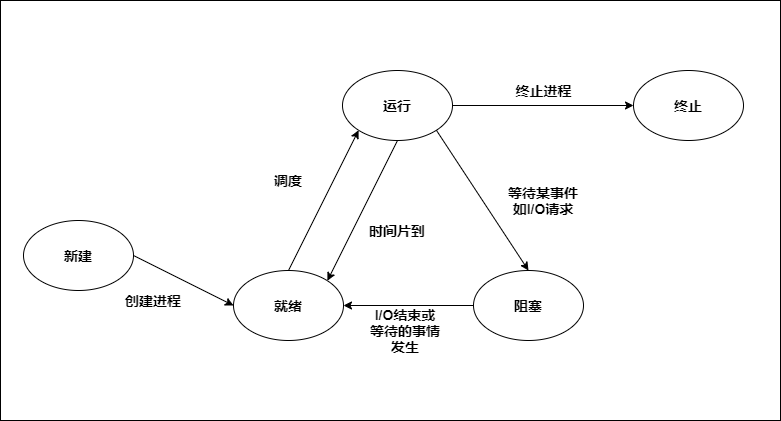 运行
终止进程
终止
调度
等待某事件
如I/O请求
时间片到
新建
创建进程
就绪
I/O结束或
等待的事情
发生
阻塞